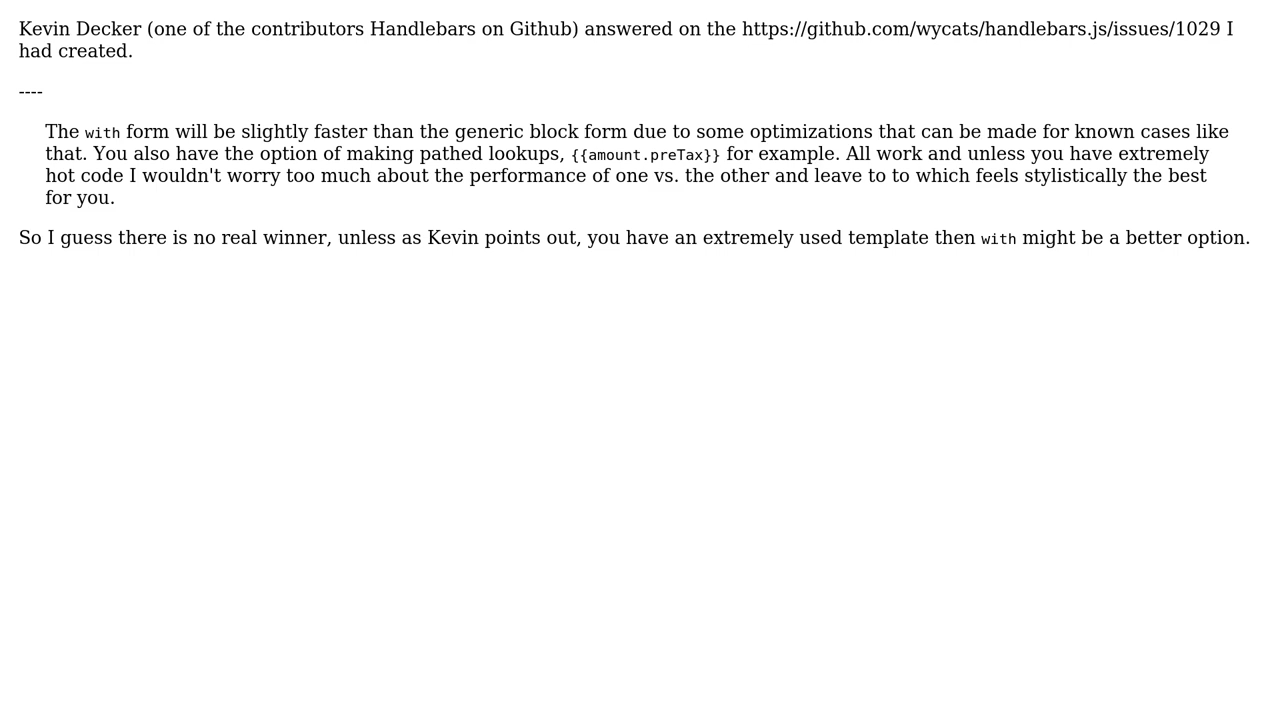 Kevin Decker (one of the contributors Handlebars on Github) answered on the https://github.com/wycats/handlebars.js/issues/1029 I
had created.
----
The with form will be slightly faster than the generic block form due to some optimizations that can be made for known cases like
that. You also have the option of making pathed lookups, {{amount.preTax}} for example. All work and unless you have extremely
hot code I wouldn't worry too much about the performance of one vs. the other and leave to to which feels stylistically the best
for you.
So I guess there is no real winner, unless as Kevin points out, you have an extremely used template then with might be a better option.